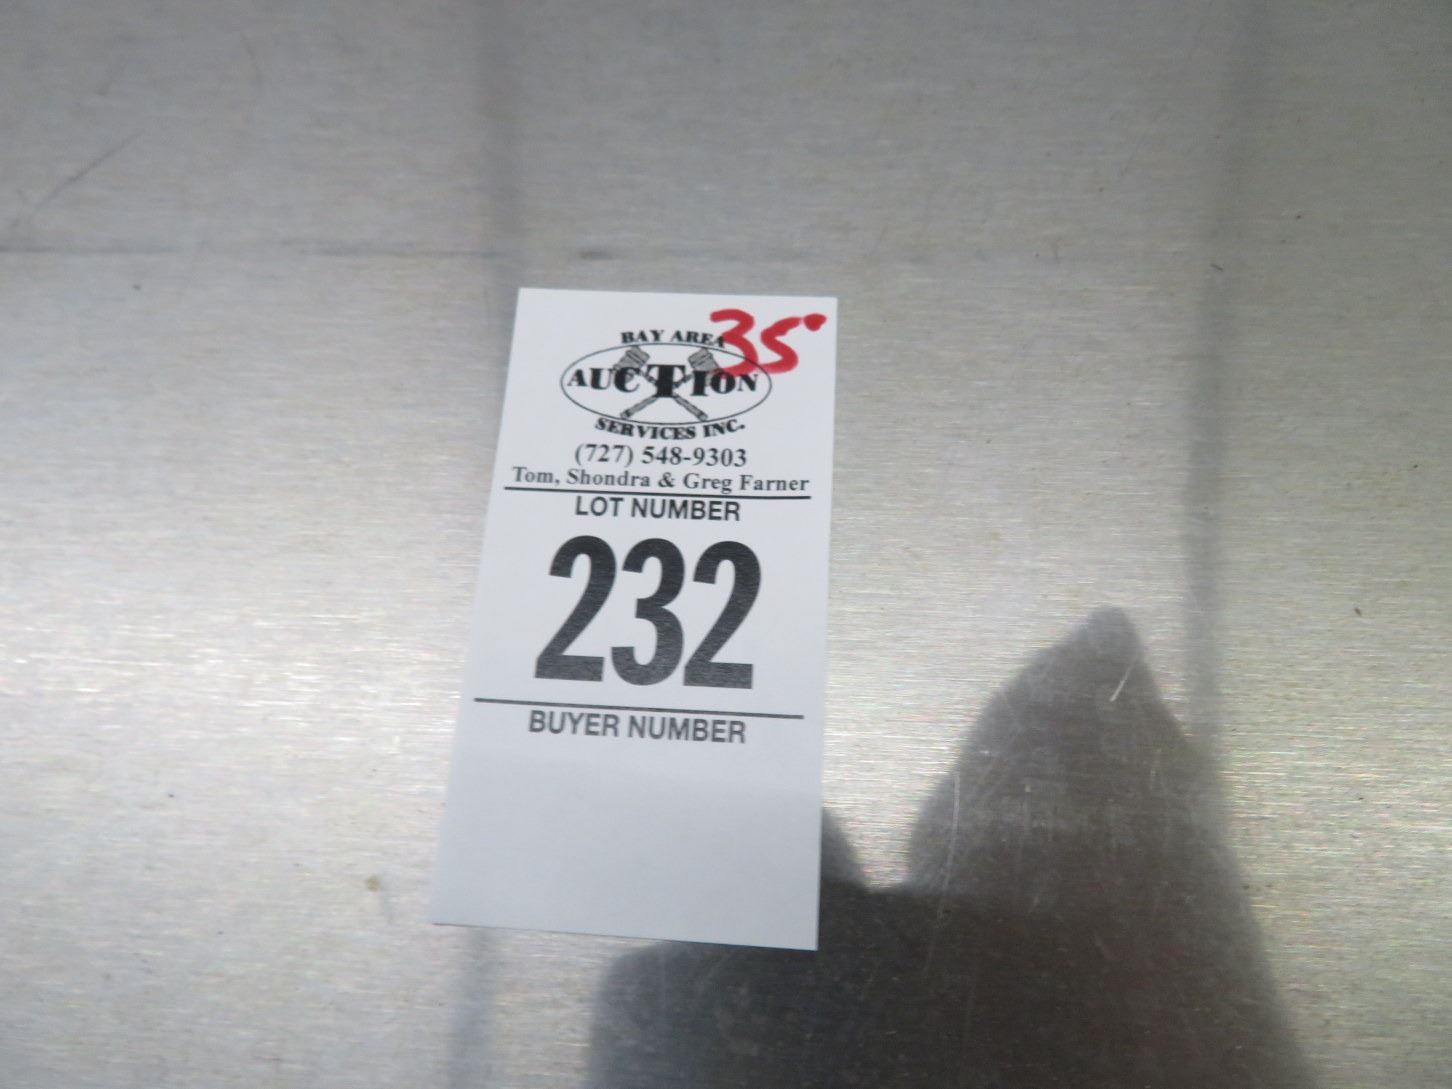 35°
BAY AREA
AUCTION
SERVICES INC.
(727) 548-9303
Tom, Shondra & Greg Farner
LOT NUMBER
232
BUYER NUMBER